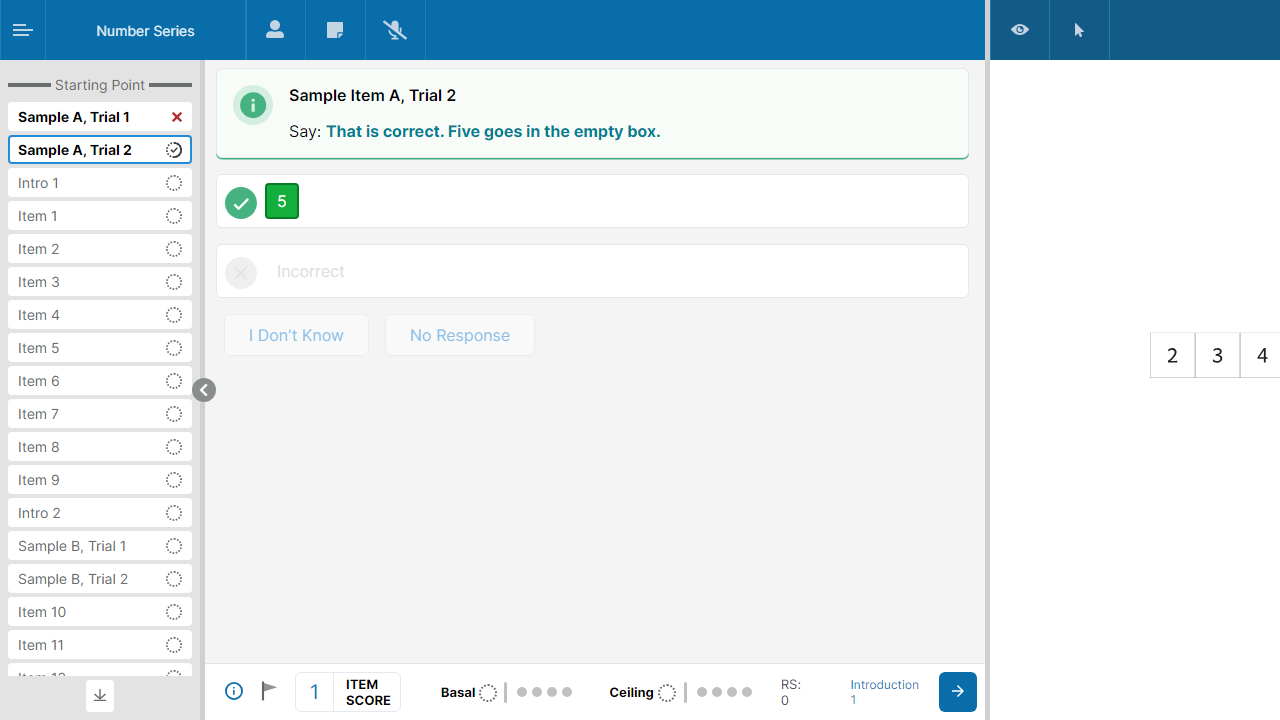 Number Series
Starting Point
Sample A, Trial 1
Sample A, Trial 2
Intro 1
Item 1
Item 2
Item 3
Item 4
Item 5
Item 6
Item 7
Item 8
Item 9
Intro 2
Sample B, Trial 1
Sample B, Trial 2
Item 10
Item 11
Sample Item A, Trial 2
Say: That is correct. Five goes in the empty box.
5
Incorrect
I Don't Know
No Response
1
ITEM
SCORE
Basal
Ceiling
RS:
0
Introduction
1
2 3 4